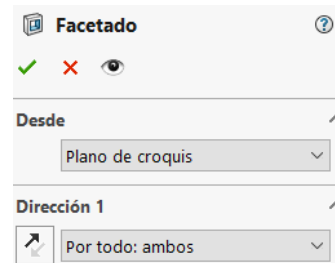 Facetado
Desde
Plano de croquis
Dirección 1
Por todo: ambos